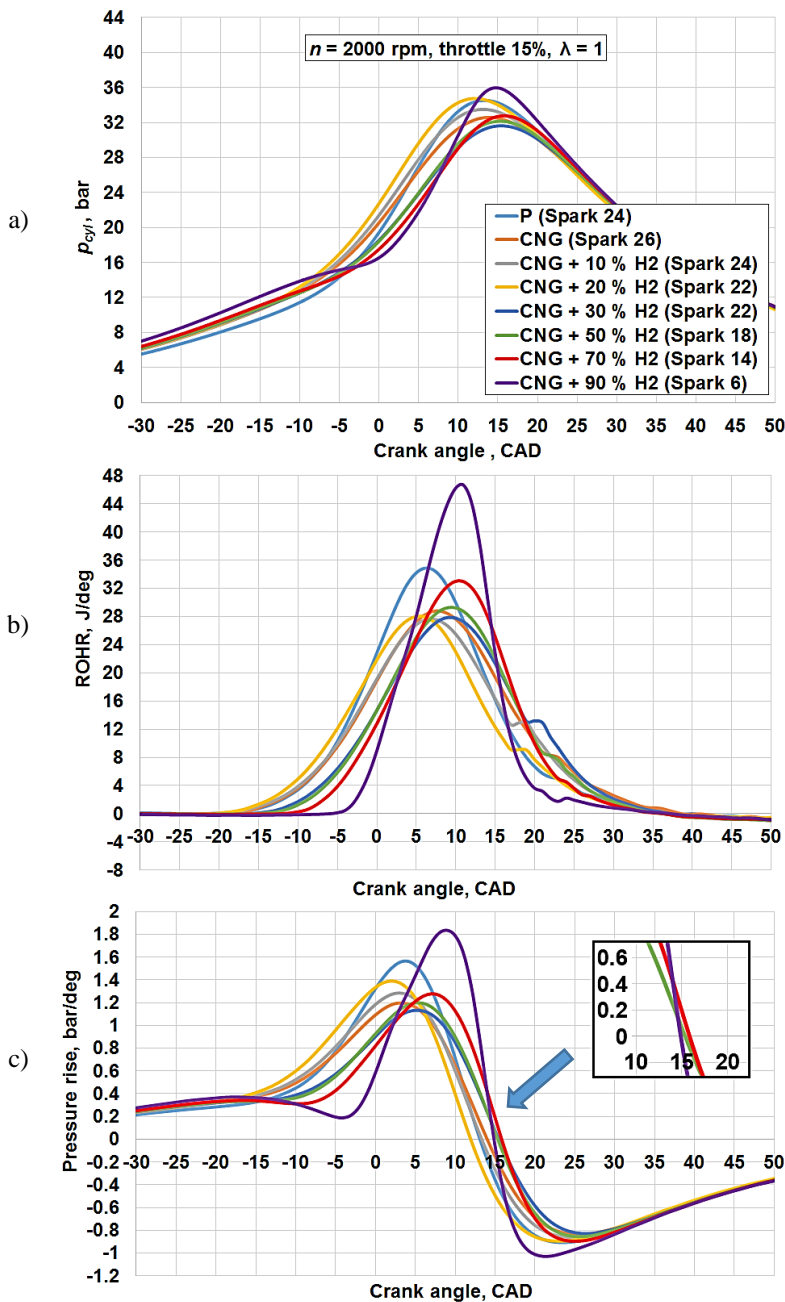 a)
44
40
36
32
28
24
20
16
12
8
4
0
p_cyl, bar
n = 2000 rpm, throttle 15%, λ = 1
P (Spark 24)
CNG (Spark 26)
CNG + 10 % H2 (Spark 24)
CNG + 20 % H2 (Spark 22)
CNG + 30 % H2 (Spark 22)
CNG + 50 % H2 (Spark 18)
CNG + 70 % H2 (Spark 14)
CNG + 90 % H2 (Spark 6)
-30 -25 -20 -15 -10 -5 0 5 10 15 20 25 30 35 40 45 50
Crank angle , CAD
b)
48
44
40
36
32
28
24
20
16
12
8
4
0
-4
-8
ROHR, J/deg
-30 -25 -20 -15 -10 -5 0 5 10 15 20 25 30 35 40 45 50
Crank angle, CAD
c)
2
1.8
1.6
1.4
1.2
1
0.8
0.6
0.4
0.2
0
-0.2
-0.4
-0.6
-0.8
-1
-1.2
Pressure rise, bar/deg
0.6
0.4
0.2
0
10 15 20
-30 -25 -20 -15 -10 -5 0 5 10 15 20 25 30 35 40 45 50
Crank angle, CAD